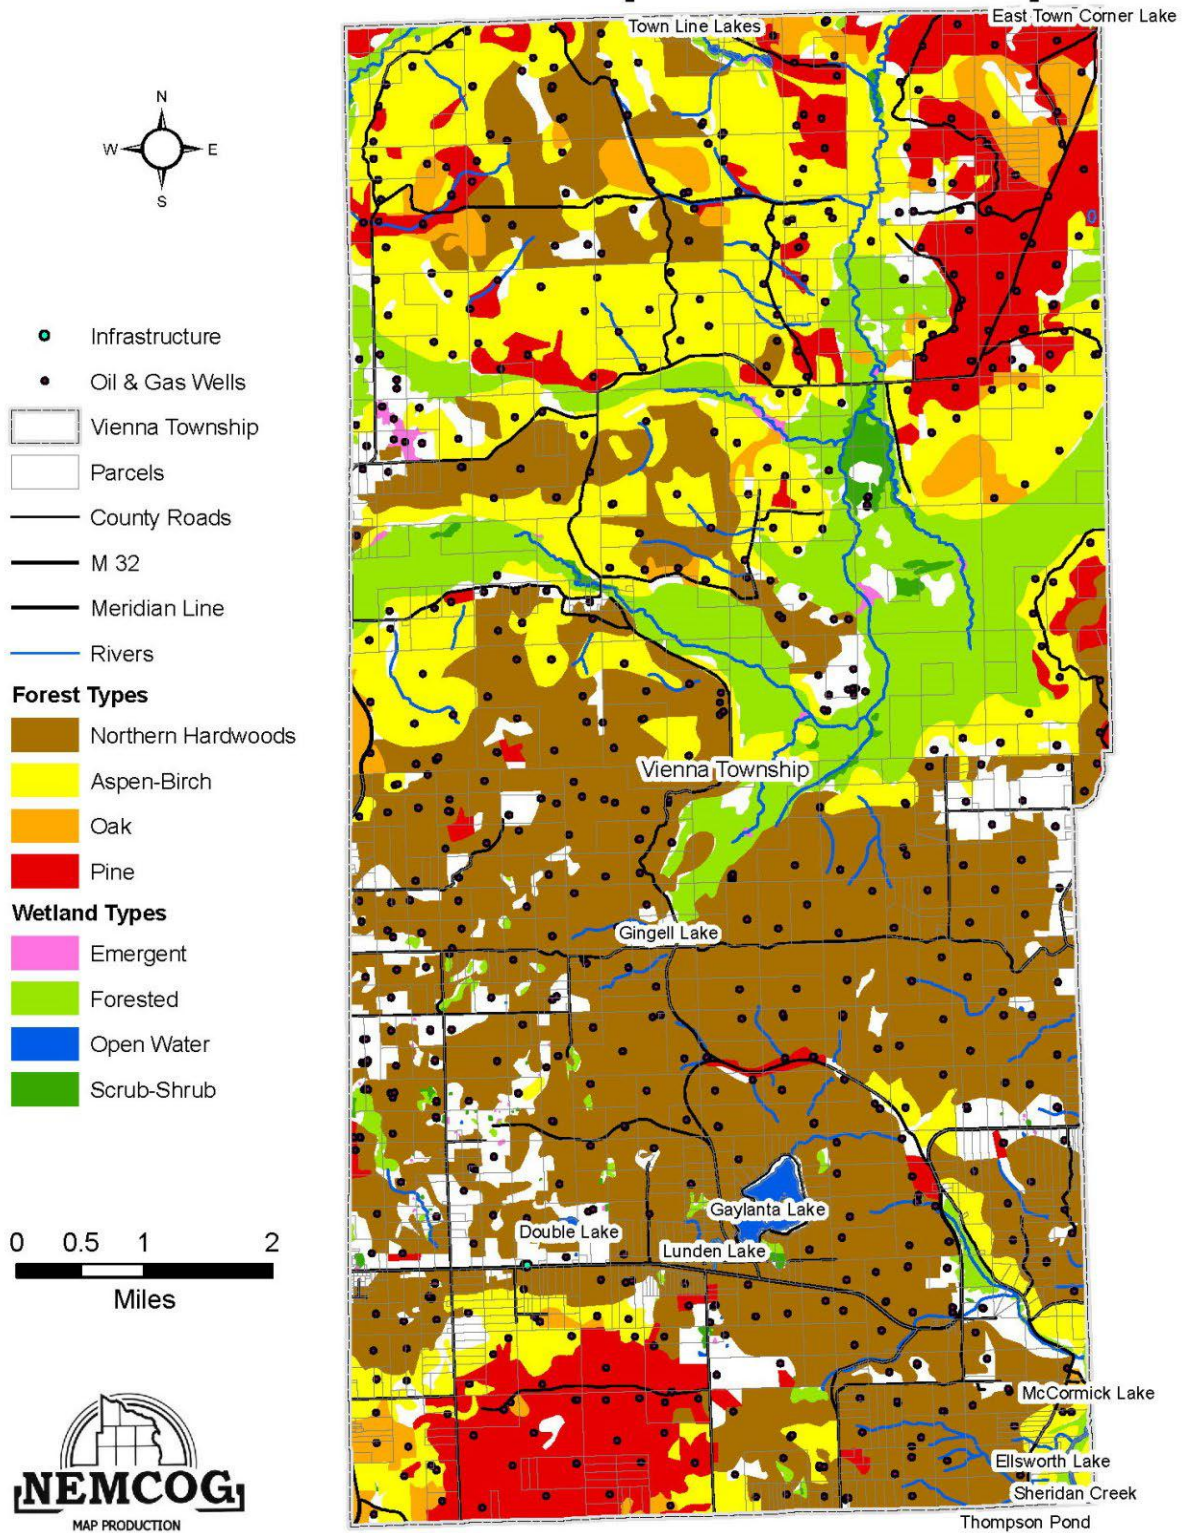 East Town Corner Lake
Town Line Lakes
N
W E
S
0
Infrastructure
Oil & Gas Wells
Vienna Township
Parcels
County Roads
M 32
Meridian Line
Rivers
Forest Types
Northern Hardwoods
Aspen-Birch
Oak
Pine
Wetland Types
Emergent
Forested
Open Water
Scrub-Shrub
Vienna Township
Gingell Lake
Gaylanta Lake
Double Lake
Lunden Lake
0 0.5 1 2
Miles
McCormick Lake
Ellsworth Lake
Sheridan Creek
Thompson Pond
NEMCOG
MAP PRODUCTION